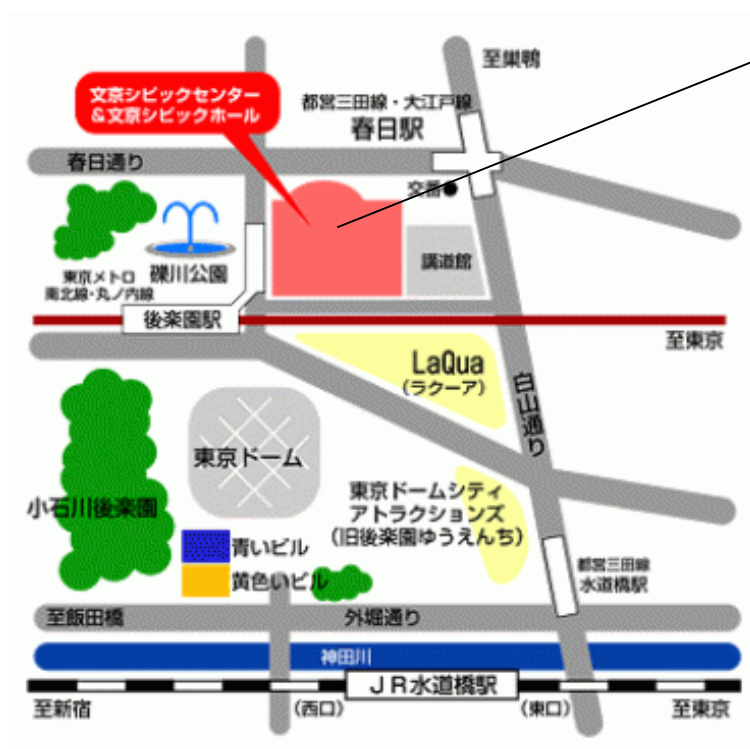 至巣鴨
文京シビックセンター
&文京シビックホール
都営三田線・大江戸線
春日駅
春日通り
交番
講道館
東京メトロ
南北線・丸ノ内線
礫川公園
後楽園駅
至東京
LaQua
(ラクーア)
白山通り
東京ドーム
小石川後楽園
東京ドームシティ
アトラクションズ
(旧後楽園ゆうえんち)
青いビル
黄色いビル
都営三田線
水道橋駅
至飯田橋
外堀通り
神田川
JR水道橋駅
至新宿
(西口)
(東口)
至東京